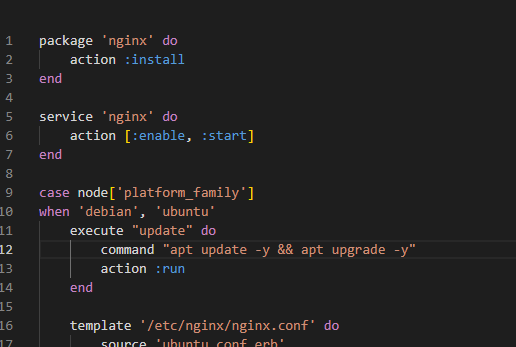 1 package 'nginx' do
2     action :install
3 end
4
5 service 'nginx' do
6     action [:enable, :start]
7 end
8
9 case node['platform_family']
10 when 'debian', 'ubuntu'
11     execute "update" do
12         command "apt update -y && apt upgrade -y"
13         action :run
14     end
15
16     template '/etc/nginx/nginx.conf' do
17         source 'ubuntu.conf.erb'